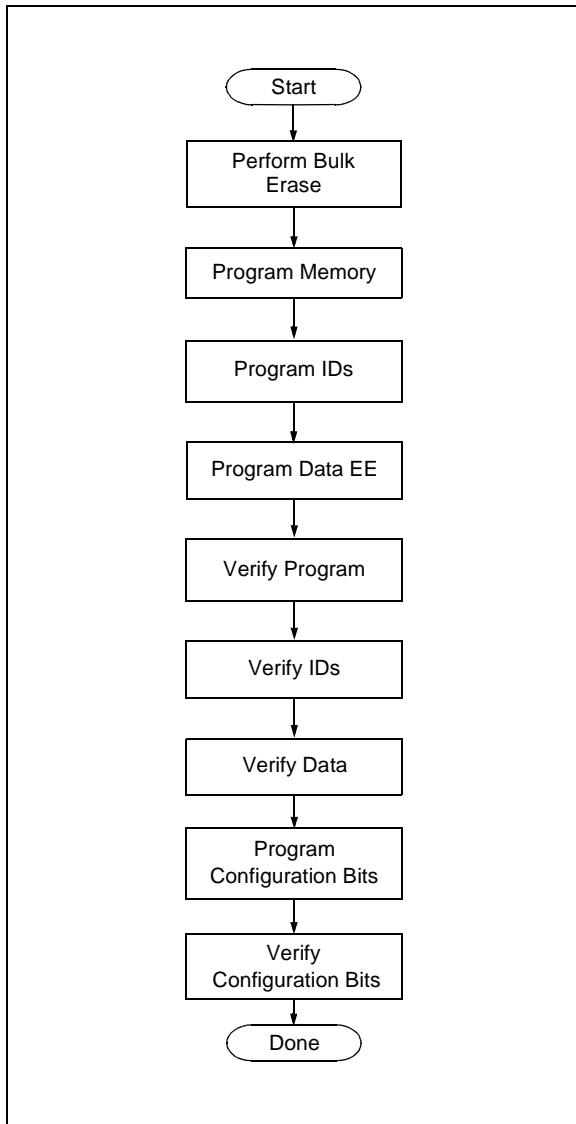 Start
Perform Bulk
Erase
Program Memory
Program IDs
Program Data EE
Verify Program
Verify IDs
Verify Data
Program
Configuration Bits
Verify
Configuration Bits
Done